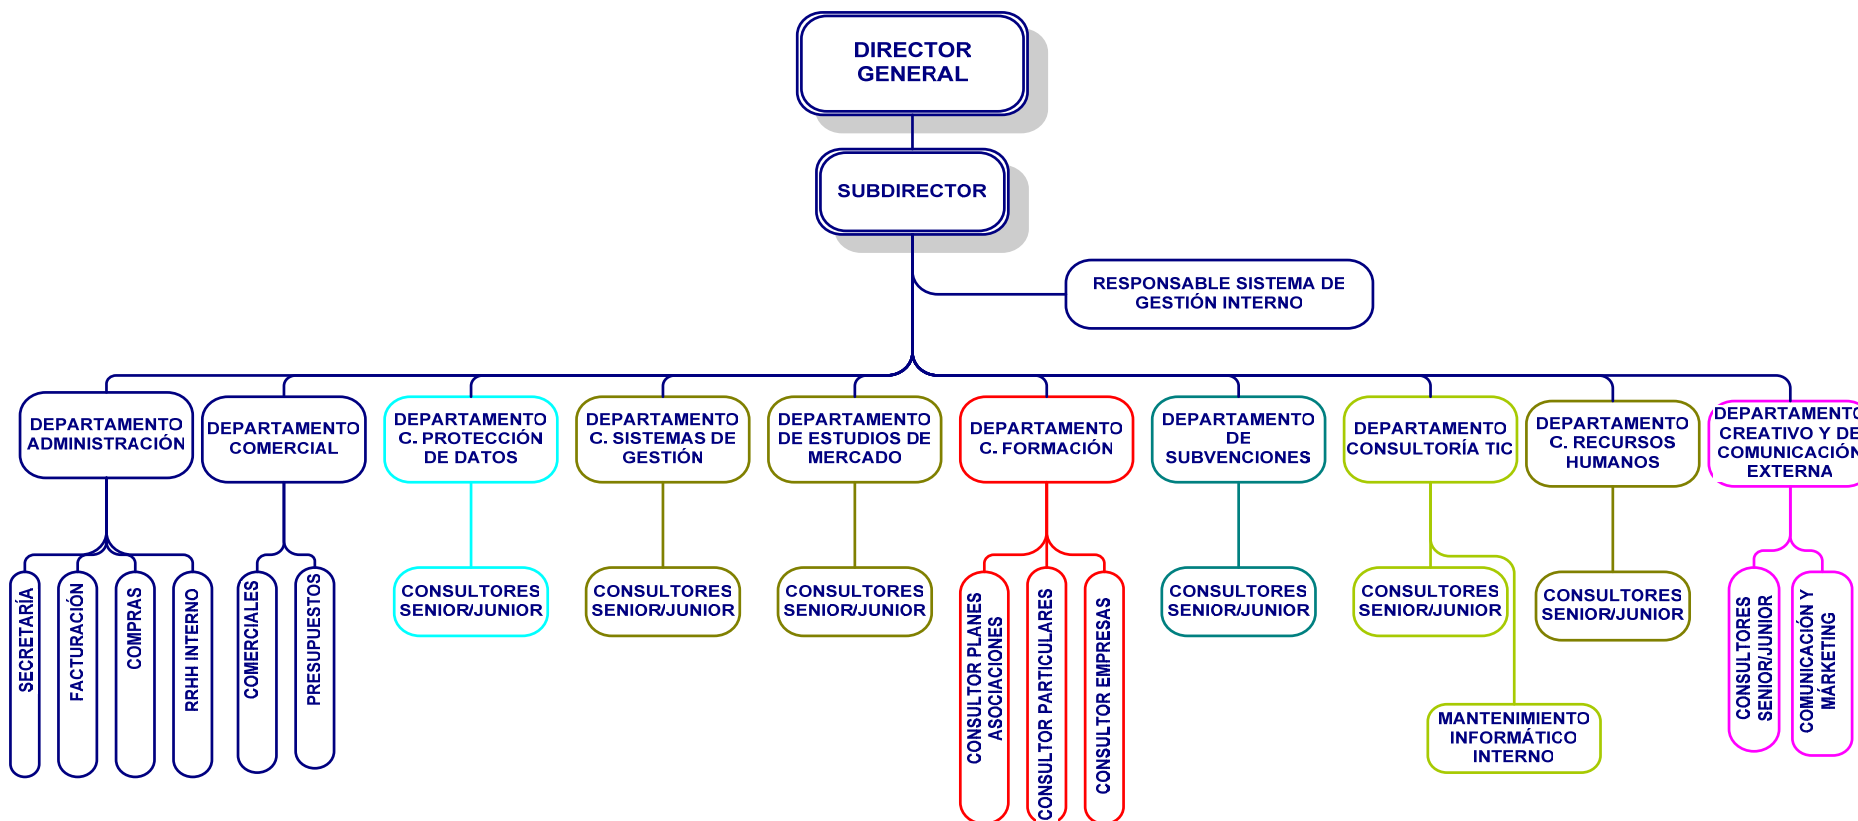 DIRECTOR
GENERAL
SUBDIRECTOR
RESPONSABLE SISTEMA DE
GESTIÓN INTERNO
DEPARTAMENTO
ADMINISTRACIÓN
DEPARTAMENTO
COMERCIAL
DEPARTAMENTO
C. PROTECCIÓN
DE DATOS
DEPARTAMENTO
C. SISTEMAS DE
GESTIÓN
DEPARTAMENTO
DE ESTUDIOS DE
MERCADO
DEPARTAMENTO
C. FORMACIÓN
DEPARTAMENTO
DE
SUBVENCIONES
DEPARTAMENTO
CONSULTORÍA TIC
DEPARTAMENTO
C. RECURSOS
HUMANOS
DEPARTAMENTO
CREATIVO Y DE
COMUNICACIÓN
EXTERNA
SECRETARÍA
FACTURACIÓN
COMPRAS
RRHH INTERNO
COMERCIALES
PRESUPUESTOS
CONSULTORES
SENIOR/JUNIOR
CONSULTORES
SENIOR/JUNIOR
CONSULTORES
SENIOR/JUNIOR
CONSULTOR PLANES
ASOCIACIONES
CONSULTOR PARTICULARES
CONSULTOR EMPRESAS
CONSULTORES
SENIOR/JUNIOR
CONSULTORES
SENIOR/JUNIOR
MANTENIMIENTO
INFORMÁTICO
INTERNO
CONSULTORES
SENIOR/JUNIOR
CONSULTORES
SENIOR/JUNIOR
COMUNICACIÓN Y
MÁRKETING